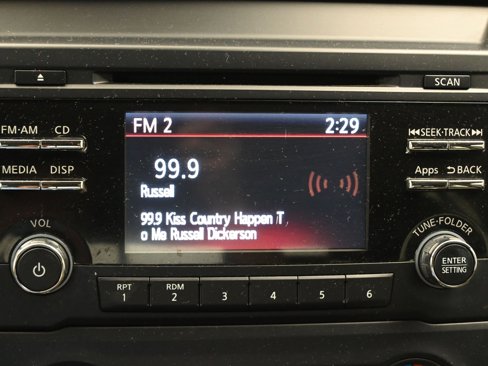 SCAN
FM 2 2:29
FM·AM CD
SEEK·TRACK
99.9
MEDIA DISP
Apps BACK
Russell
99.9 Kiss Country Happen T
o Me Russell Dickerson
VOL
TUNE·FOLDER
ENTER
SETTING
RPT RDM
1 2 3 4 5 6